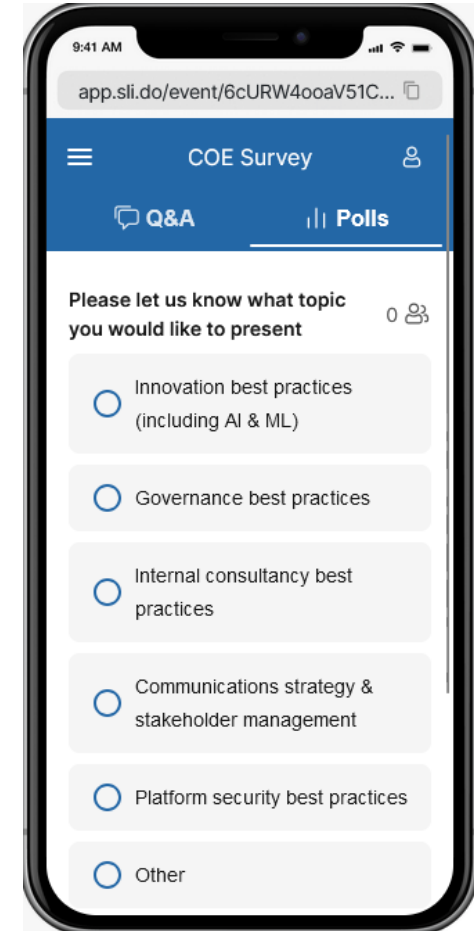 9:41 AM
app.sli.do/event/6cURW4ooaV51C...
COE Survey
Q&A
Polls
Please let us know what topic
you would like to present
0
Innovation best practices
(including AI & ML)
Governance best practices
Internal consultancy best
practices
Communications strategy &
stakeholder management
Platform security best practices
Other